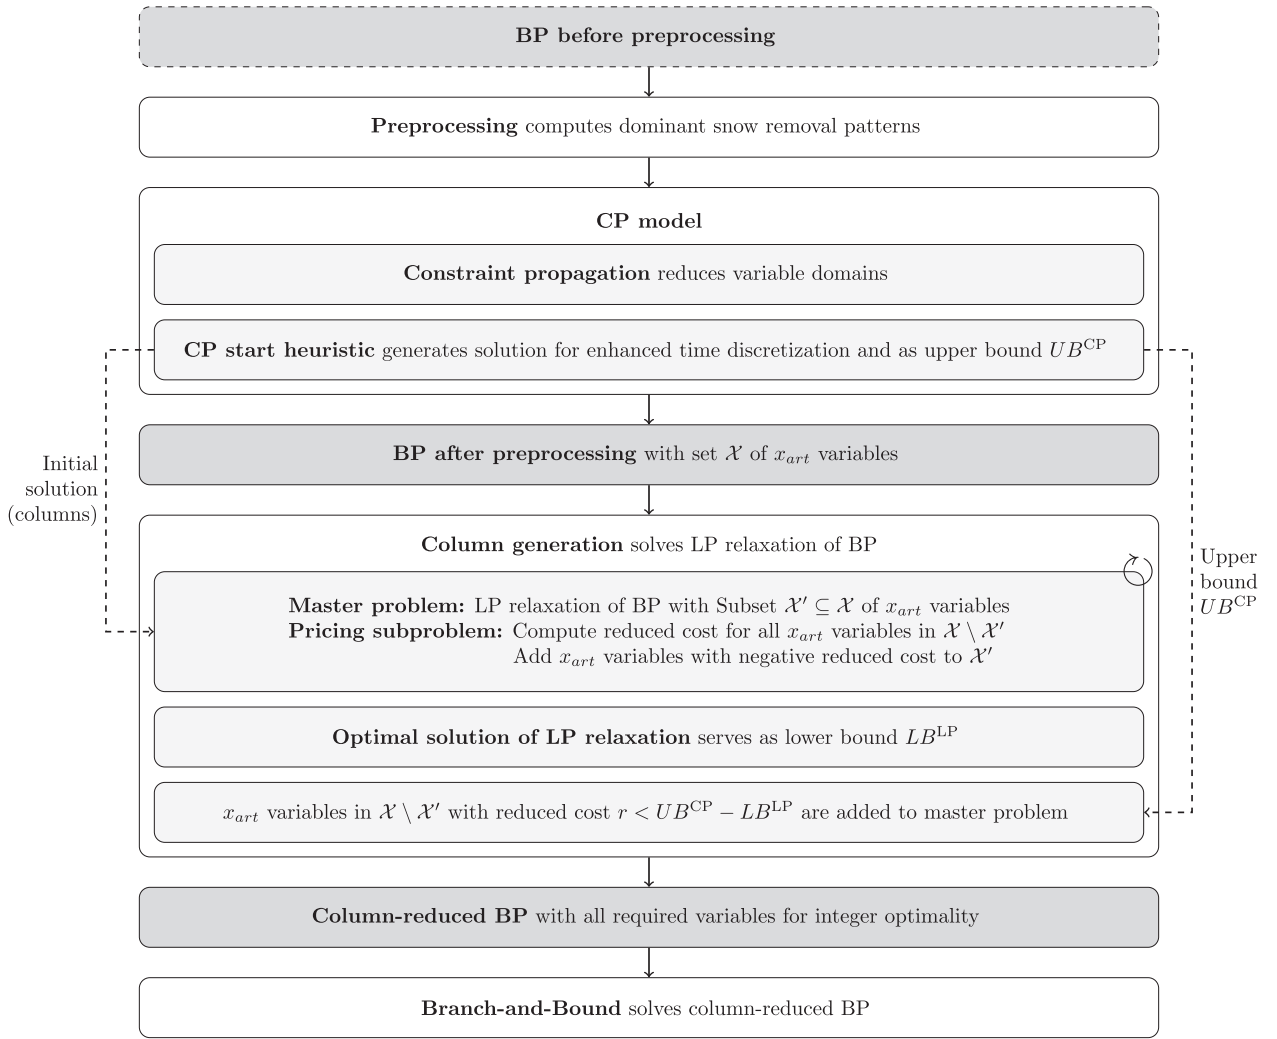 BP before preprocessing
Preprocessing computes dominant snow removal patterns
CP model
Constraint propagation reduces variable domains
CP start heuristic generates solution for enhanced time discretization and as upper bound UB^CP
BP after preprocessing with set 𝒳 of x_art variables
Initial
solution
(columns)
Column generation solves LP relaxation of BP
Master problem: LP relaxation of BP with Subset 𝒳′ ⊆ 𝒳 of x_art variables
Pricing subproblem: Compute reduced cost for all x_art variables in 𝒳 \ 𝒳′
Add x_art variables with negative reduced cost to 𝒳′
Upper
bound
UB^CP
Optimal solution of LP relaxation serves as lower bound LB^LP
x_art variables in 𝒳 \ 𝒳′ with reduced cost r < UB^CP − LB^LP are added to master problem
Column-reduced BP with all required variables for integer optimality
Branch-and-Bound solves column-reduced BP